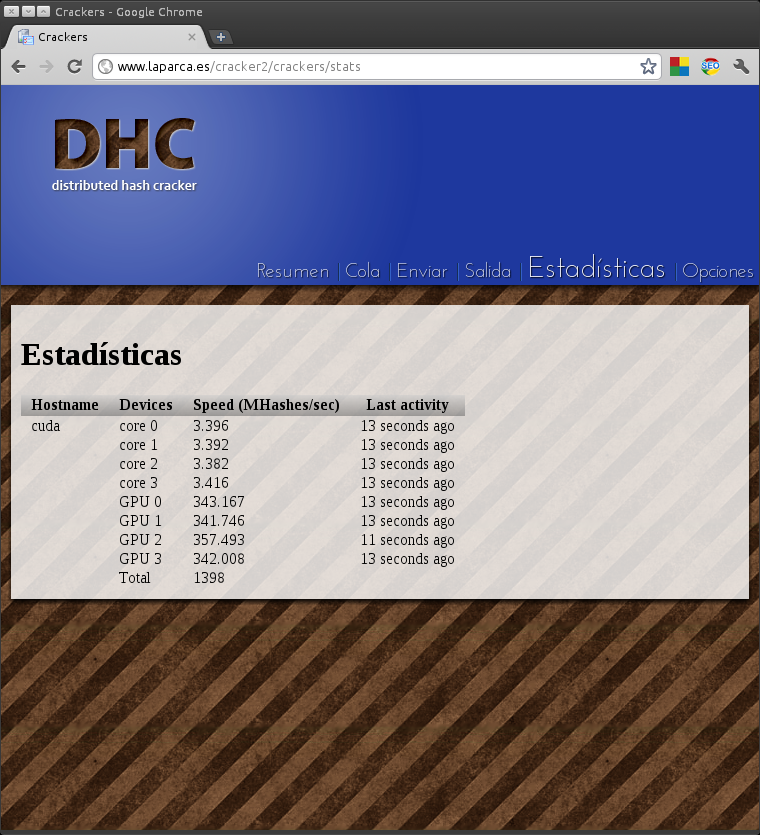 Crackers - Google Chrome
Crackers
www.laparca.es/cracker2/crackers/stats
SEO
DHC
distributed hash cracker
Resumen Cola Enviar Salida Estadísticas Opciones
Estadísticas
Hostname Devices Speed (MHashes/sec) Last activity
cuda core 0 3.396 13 seconds ago
core 1 3.392 13 seconds ago
core 2 3.382 13 seconds ago
core 3 3.416 13 seconds ago
GPU 0 343.167 13 seconds ago
GPU 1 341.746 13 seconds ago
GPU 2 357.493 11 seconds ago
GPU 3 342.008 13 seconds ago
Total 1398